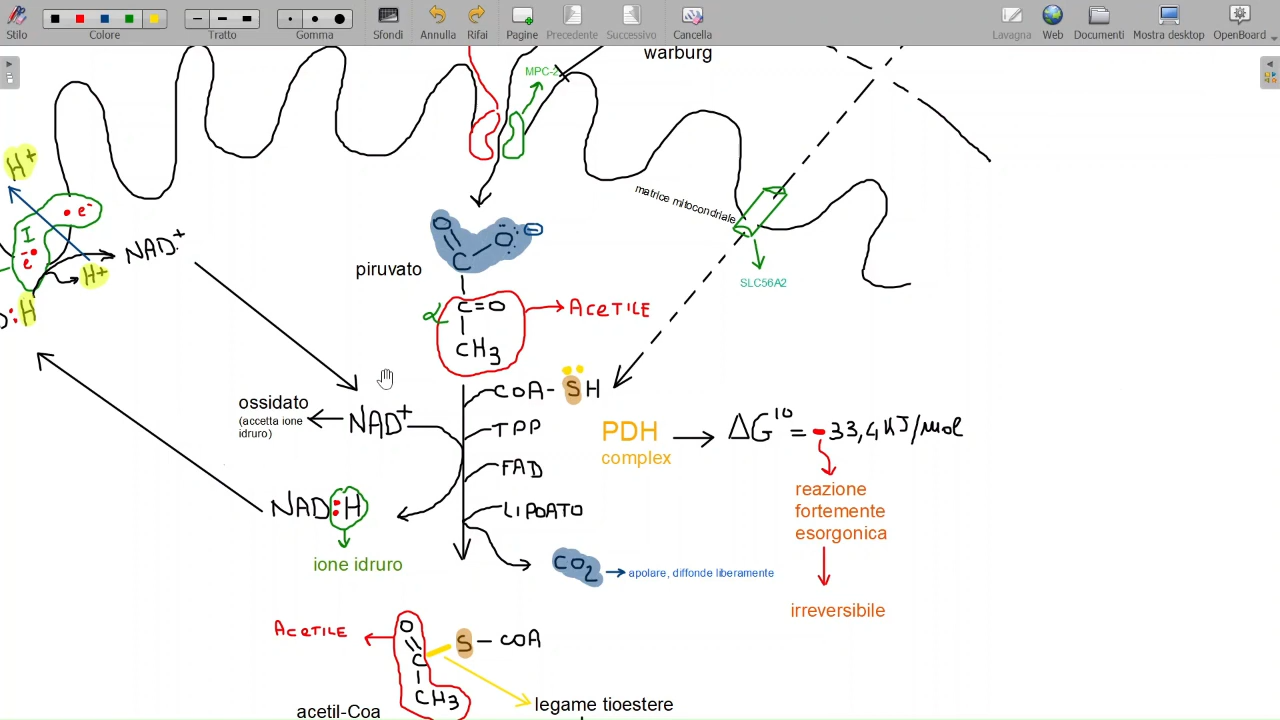 Stilo
Colore
Tratto
Gomma
Sfondi
Annulla
Rifai
Pagine
Precedente
Successivo
Cancella
Lavagna
Web
Documenti
Mostra desktop
OpenBoard
warburg
MPC-2
H+
e-
I
e-
NAD+
H+
:H
matrice mitocondriale
SLC56A2
O
C
O
piruvato
α
C=O
CH3
ACETILE
COA-SH
TPP
FAD
LIPOATO
ossidato
(accetta ione
idruro)
NAD+
NAD:H
ione idruro
PDH
complex
ΔG'° = -33,4 KJ/mol
reazione
fortemente
esorgonica
irreversibile
CO2
apolare, diffonde liberamente
ACETILE
O
C
S - COA
CH3
acetil-Coa
legame tioestere